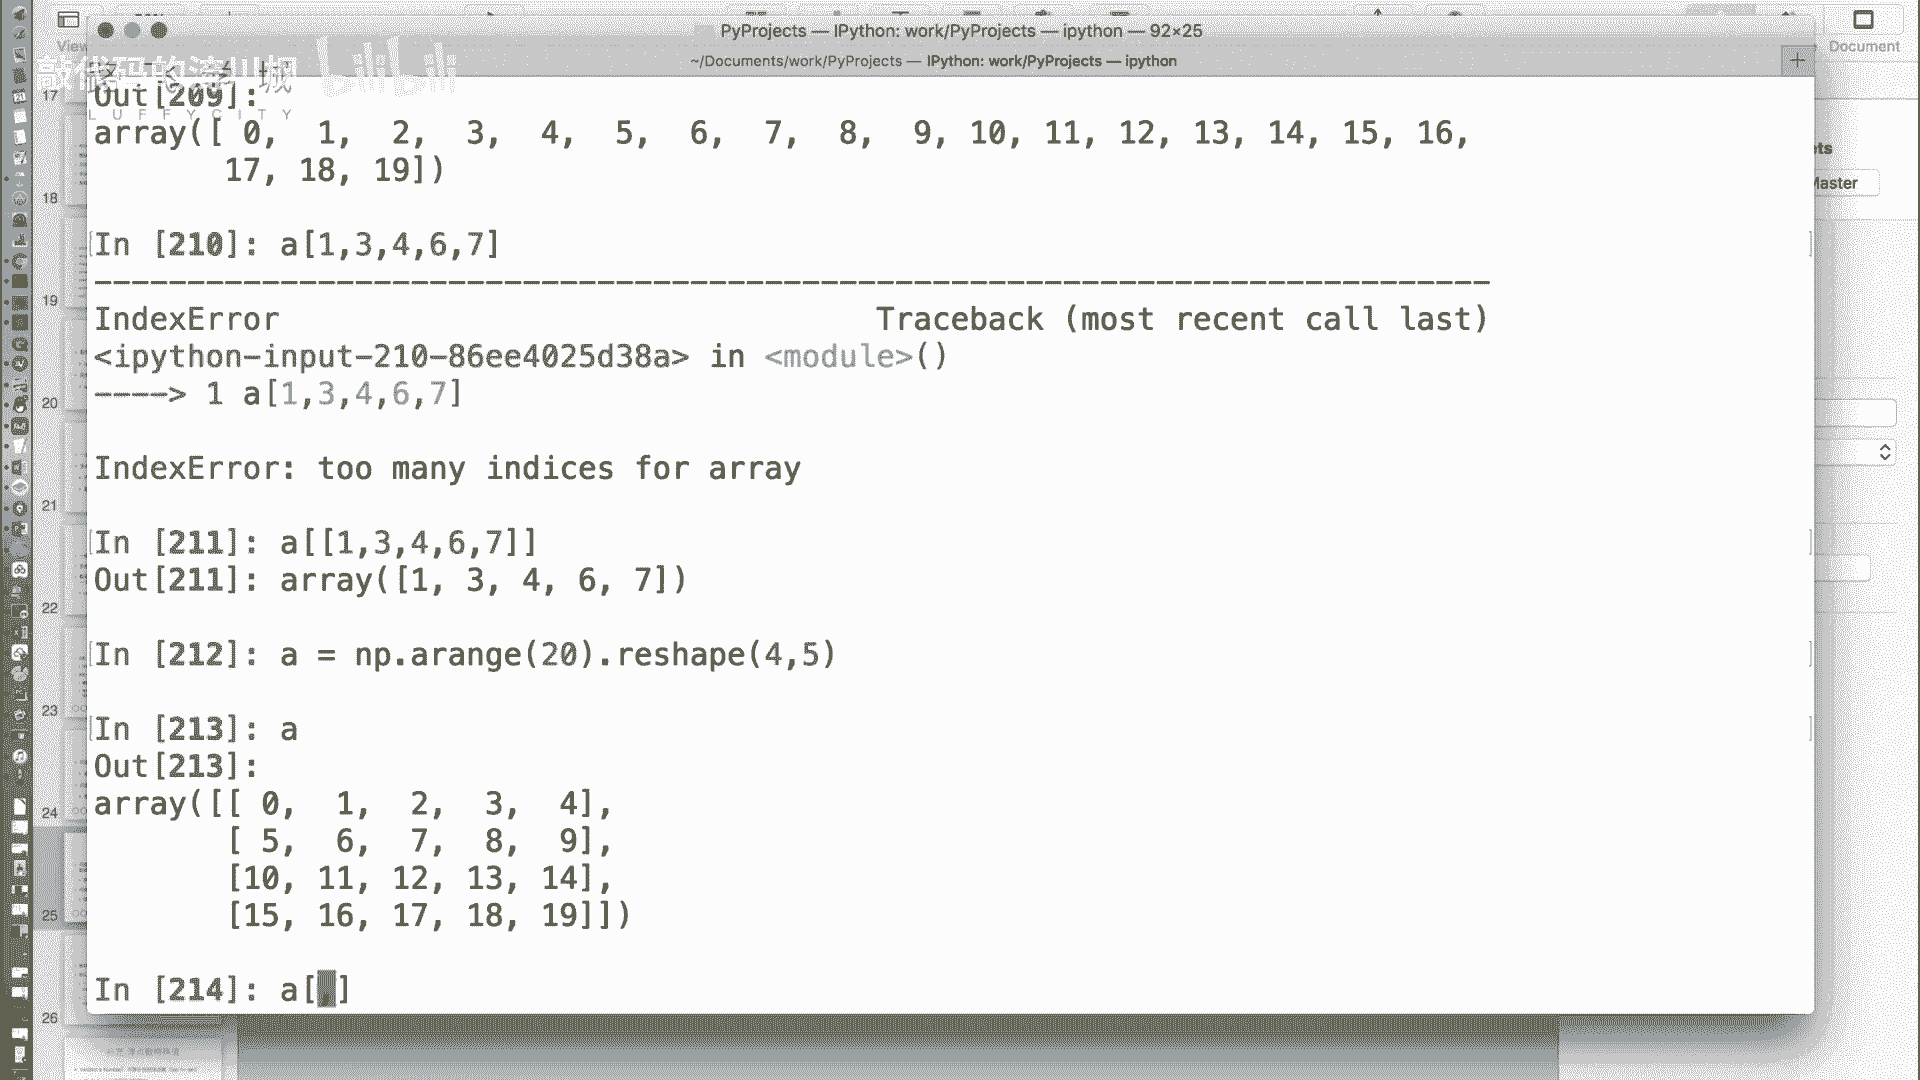 PyProjects — IPython: work/PyProjects — ipython — 92×25
View
Document
~/Documents/work/PyProjects — IPython: work/PyProjects — ipython
敲代码的
bilibili
LUFFYCITY
Out[209]:
array([ 0,  1,  2,  3,  4,  5,  6,  7,  8,  9, 10, 11, 12, 13, 14, 15, 16,
       17, 18, 19])
Master
In [210]: a[1,3,4,6,7]
---------------------------------------------------------------------------
IndexError                                Traceback (most recent call last)
<ipython-input-210-86ee4025d38a> in <module>()
----> 1 a[1,3,4,6,7]
IndexError: too many indices for array
In [211]: a[[1,3,4,6,7]]
Out[211]: array([1, 3, 4, 6, 7])
In [212]: a = np.arange(20).reshape(4,5)
In [213]: a
Out[213]:
array([[ 0,  1,  2,  3,  4],
       [ 5,  6,  7,  8,  9],
       [10, 11, 12, 13, 14],
       [15, 16, 17, 18, 19]])
In [214]: a[,]
17
18
19
20
21
22
23
24
25
26